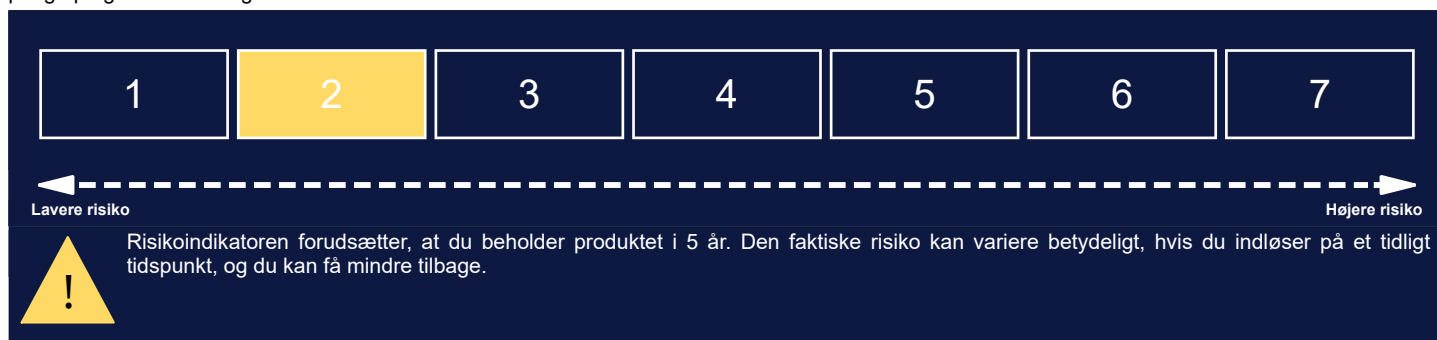 1 2 3 4 5 6 7
Lavere risiko Højere risiko
Risikoindikatoren forudsætter, at du beholder produktet i 5 år. Den faktiske risiko kan variere betydeligt, hvis du indløser på et tidligt
tidspunkt, og du kan få mindre tilbage.
!